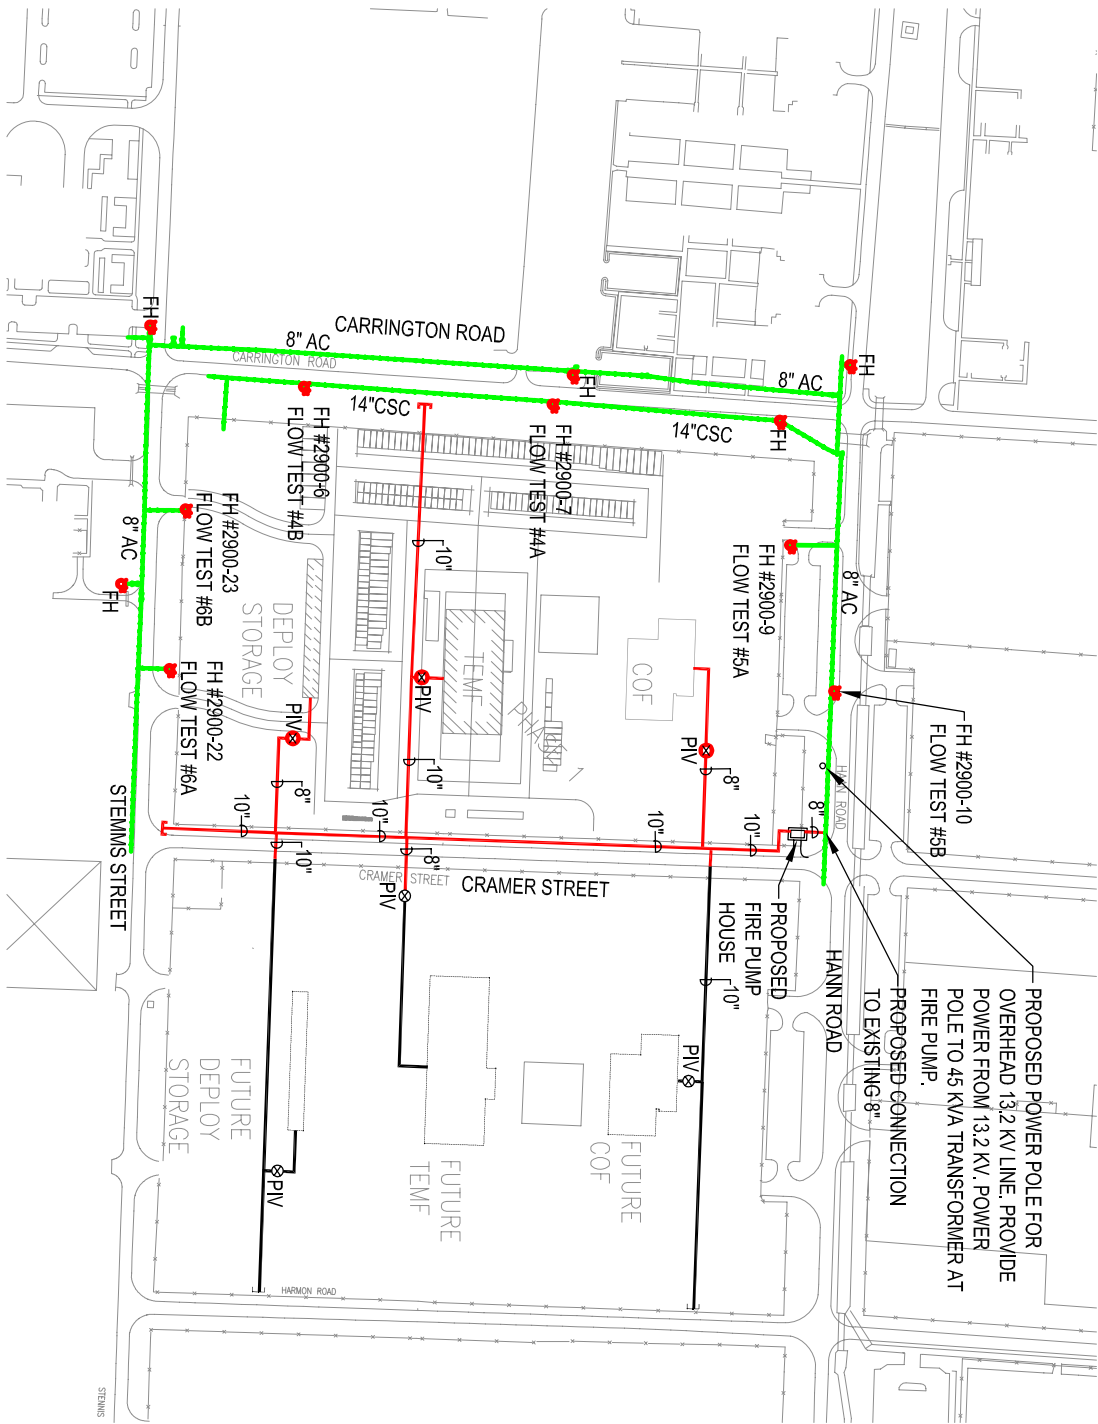 CARRINGTON ROAD
8" AC
CARRINGTON ROAD
8" AC
14"CSC
14"CSC
FH
FH
FH
FH
FH #2900-6
FLOW TEST #4B
FH #2900-7
FLOW TEST #4A
FH #2900-23
FLOW TEST #6B
8" AC
FH
FH #2900-22
FLOW TEST #6A
STEMMS STREET
FH #2900-9
FLOW TEST #5A
8" AC
FH #2900-10
FLOW TEST #5B
HANN ROAD
8"
8"
DEPLOY
STORAGE
TEMF
COF
PHASE 1
PIV
PIV
PIV
10"
10"
8"
8"
10"
10"
10"
10"
10"
8"
PIV
CRAMER STREET
CRAMER STREET
PROPOSED
FIRE PUMP
HOUSE
HANN ROAD
PROPOSED CONNECTION
TO EXISTING 8"
PROPOSED POWER POLE FOR
OVERHEAD 13.2 KV LINE. PROVIDE
POWER FROM 13.2 KV. POWER
POLE TO 45 KVA TRANSFORMER AT
FIRE PUMP.
10"
PIV
PIV
FUTURE
DEPLOY
STORAGE
FUTURE
TEMF
FUTURE
COF
HARMON ROAD
STENNIS